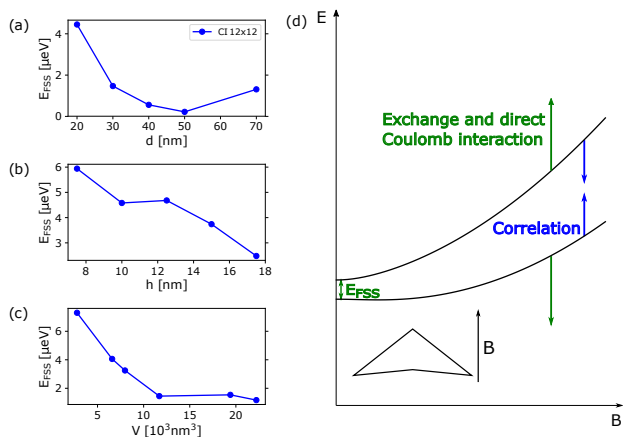 (a)
E_FSS [μeV]
4
2
0
CI 12x12
20 30 40 50 60 70
d [nm]
(b)
E_FSS [μeV]
6
5
4
3
7.5 10.0 12.5 15.0 17.5
h [nm]
(c)
E_FSS [μeV]
6
4
2
5 10 15 20
V [10³nm³]
(d)
E
Exchange and direct
Coulomb interaction
Correlation
E_FSS
B
B